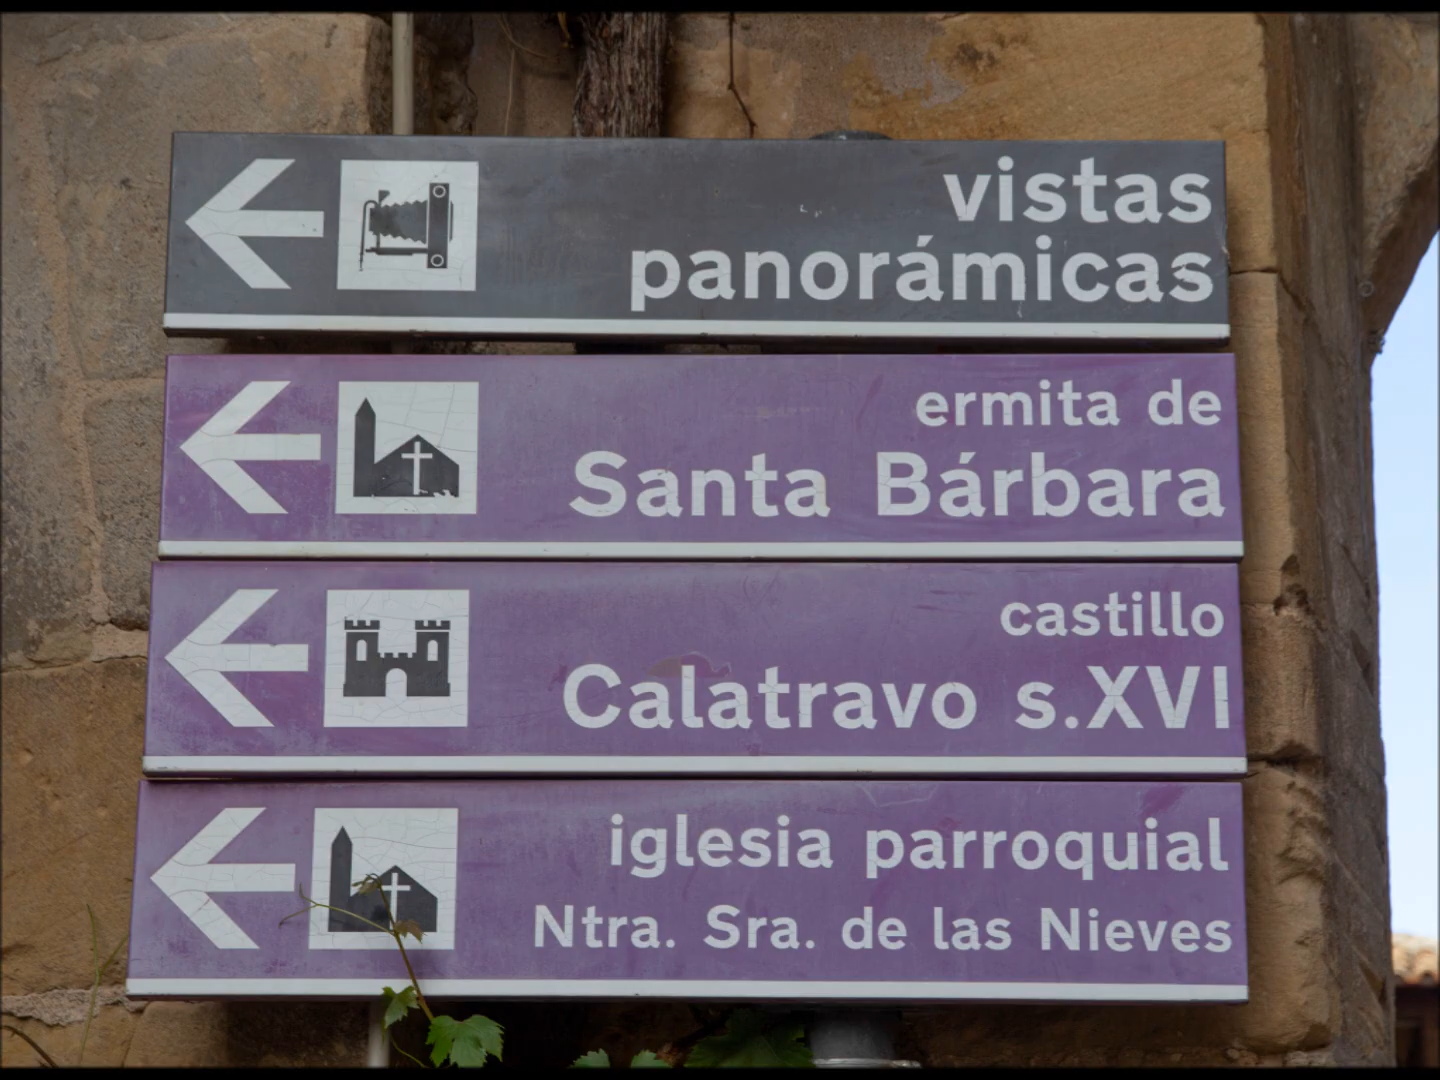 vistas
panorámicas
ermita de
Santa Bárbara
castillo
Calatravo s.XVI
iglesia parroquial
Ntra. Sra. de las Nieves